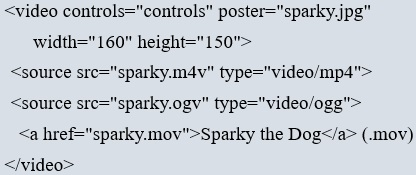 <video controls="controls" poster="sparky.jpg"
width="160" height="150">
<source src="sparky.m4v" type="video/mp4">
<source src="sparky.ogv" type="video/ogg">
<a href="sparky.mov">Sparky the Dog</a> (.mov)
</video>